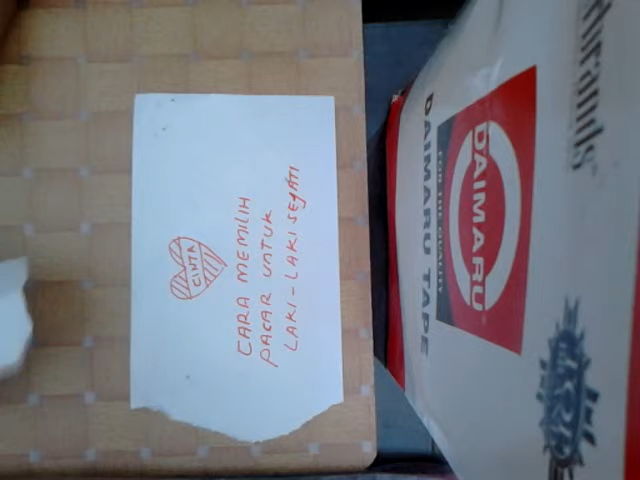 CINTA
CARA MEMILIH
PACAR UNTUK
LAKI-LAKI SEJATI
DAIMARU
FOR THE QUALITY
DAIMARU TAPE